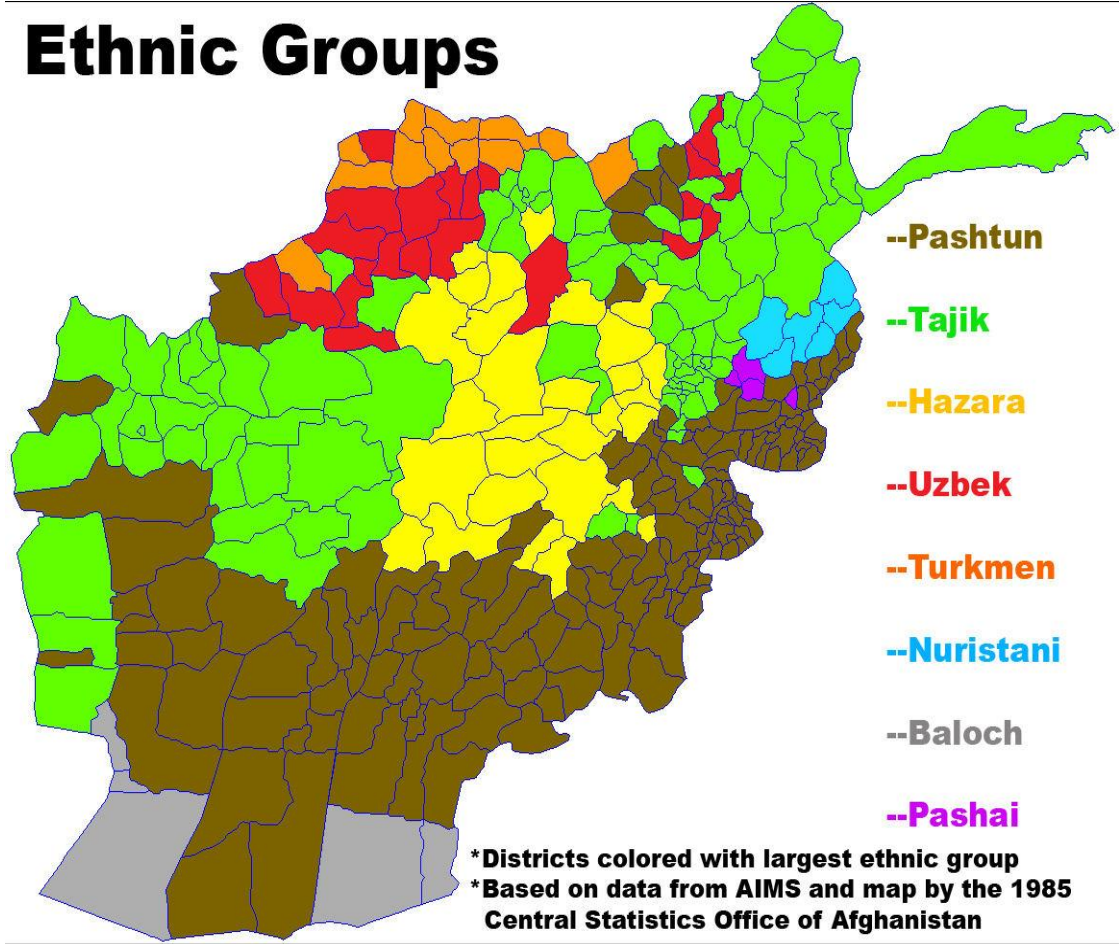 Ethnic Groups
--Pashtun
--Tajik
--Hazara
--Uzbek
--Turkmen
--Nuristani
--Baloch
--Pashai
*Districts colored with largest ethnic group
*Based on data from AIMS and map by the 1985
Central Statistics Office of Afghanistan